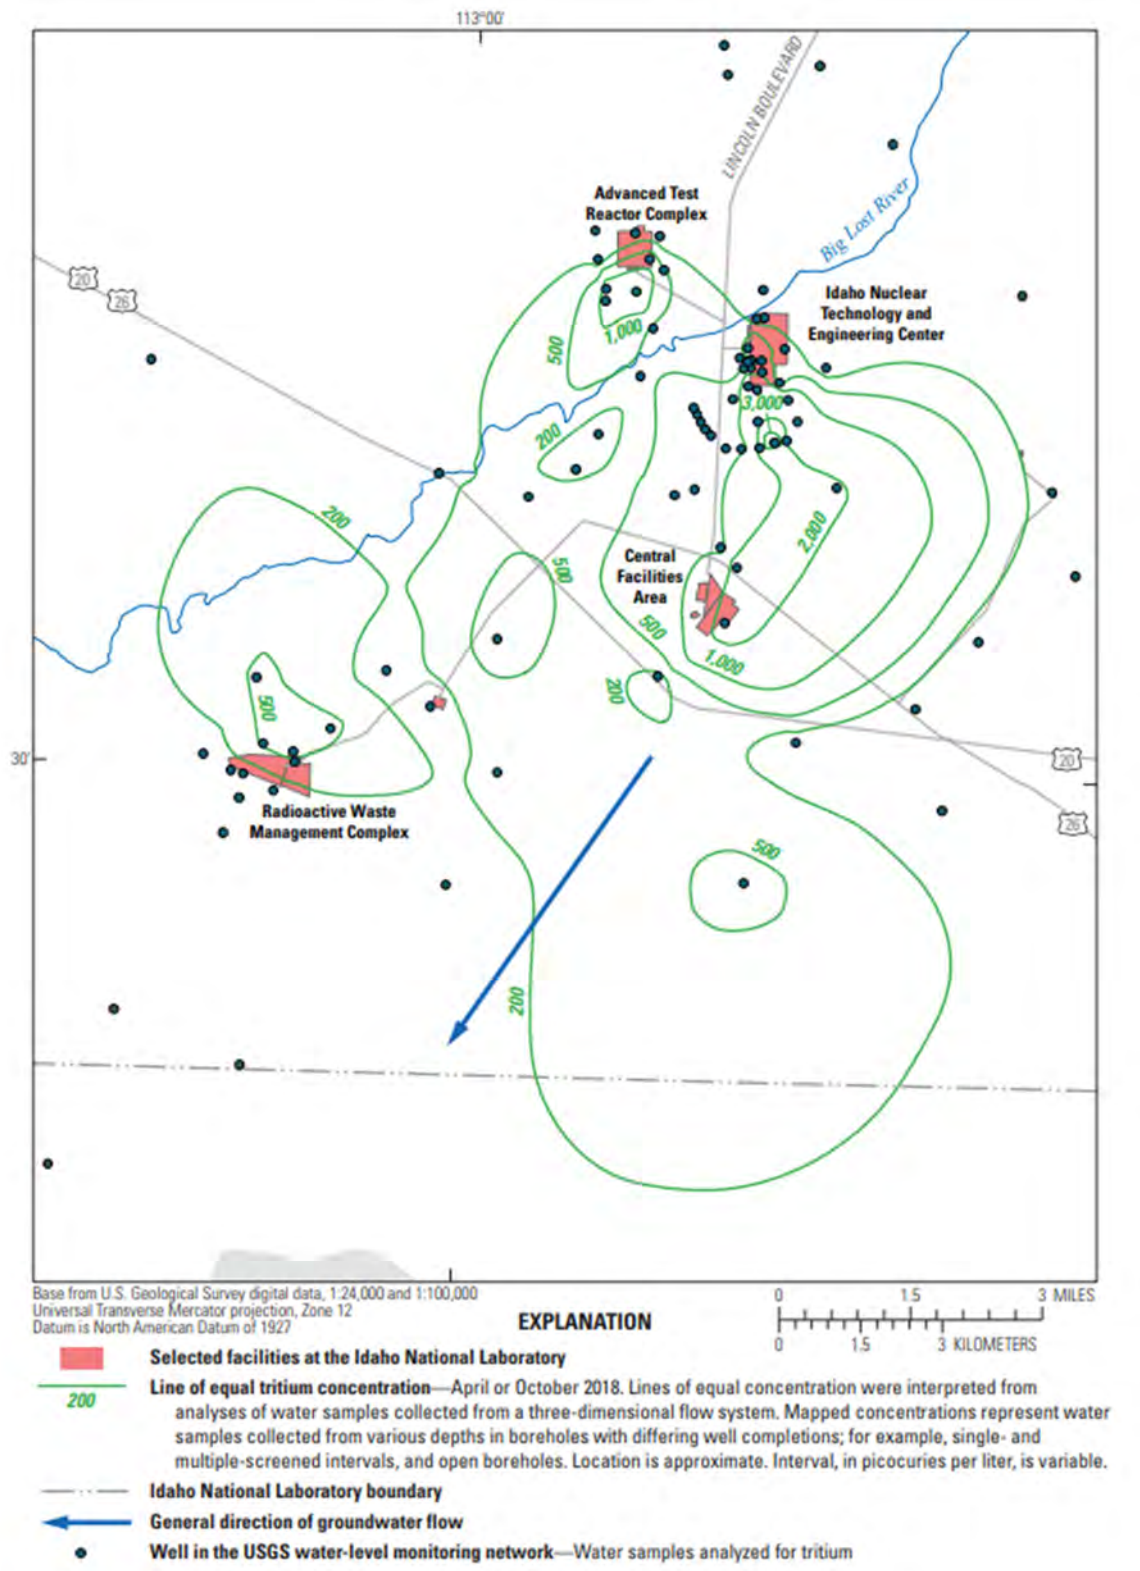 113°00'
LINCOLN BOULEVARD
Advanced Test
Reactor Complex
Big Lost River
20
26
Idaho Nuclear
Technology and
Engineering Center
500
1,000
3,000
200
200
2,000
Central
Facilities
Area
500
500
1,000
200
500
30'
20
26
Radioactive Waste
Management Complex
500
200
Base from U.S. Geological Survey digital data, 1:24,000 and 1:100,000
Universal Transverse Mercator projection, Zone 12
Datum is North American Datum of 1927
0 1.5 3 MILES
0 1.5 3 KILOMETERS
EXPLANATION
Selected facilities at the Idaho National Laboratory
200
Line of equal tritium concentration—April or October 2018. Lines of equal concentration were interpreted from
analyses of water samples collected from a three-dimensional flow system. Mapped concentrations represent water
samples collected from various depths in boreholes with differing well completions; for example, single- and
multiple-screened intervals, and open boreholes. Location is approximate. Interval, in picocuries per liter, is variable.
Idaho National Laboratory boundary
General direction of groundwater flow
Well in the USGS water-level monitoring network—Water samples analyzed for tritium